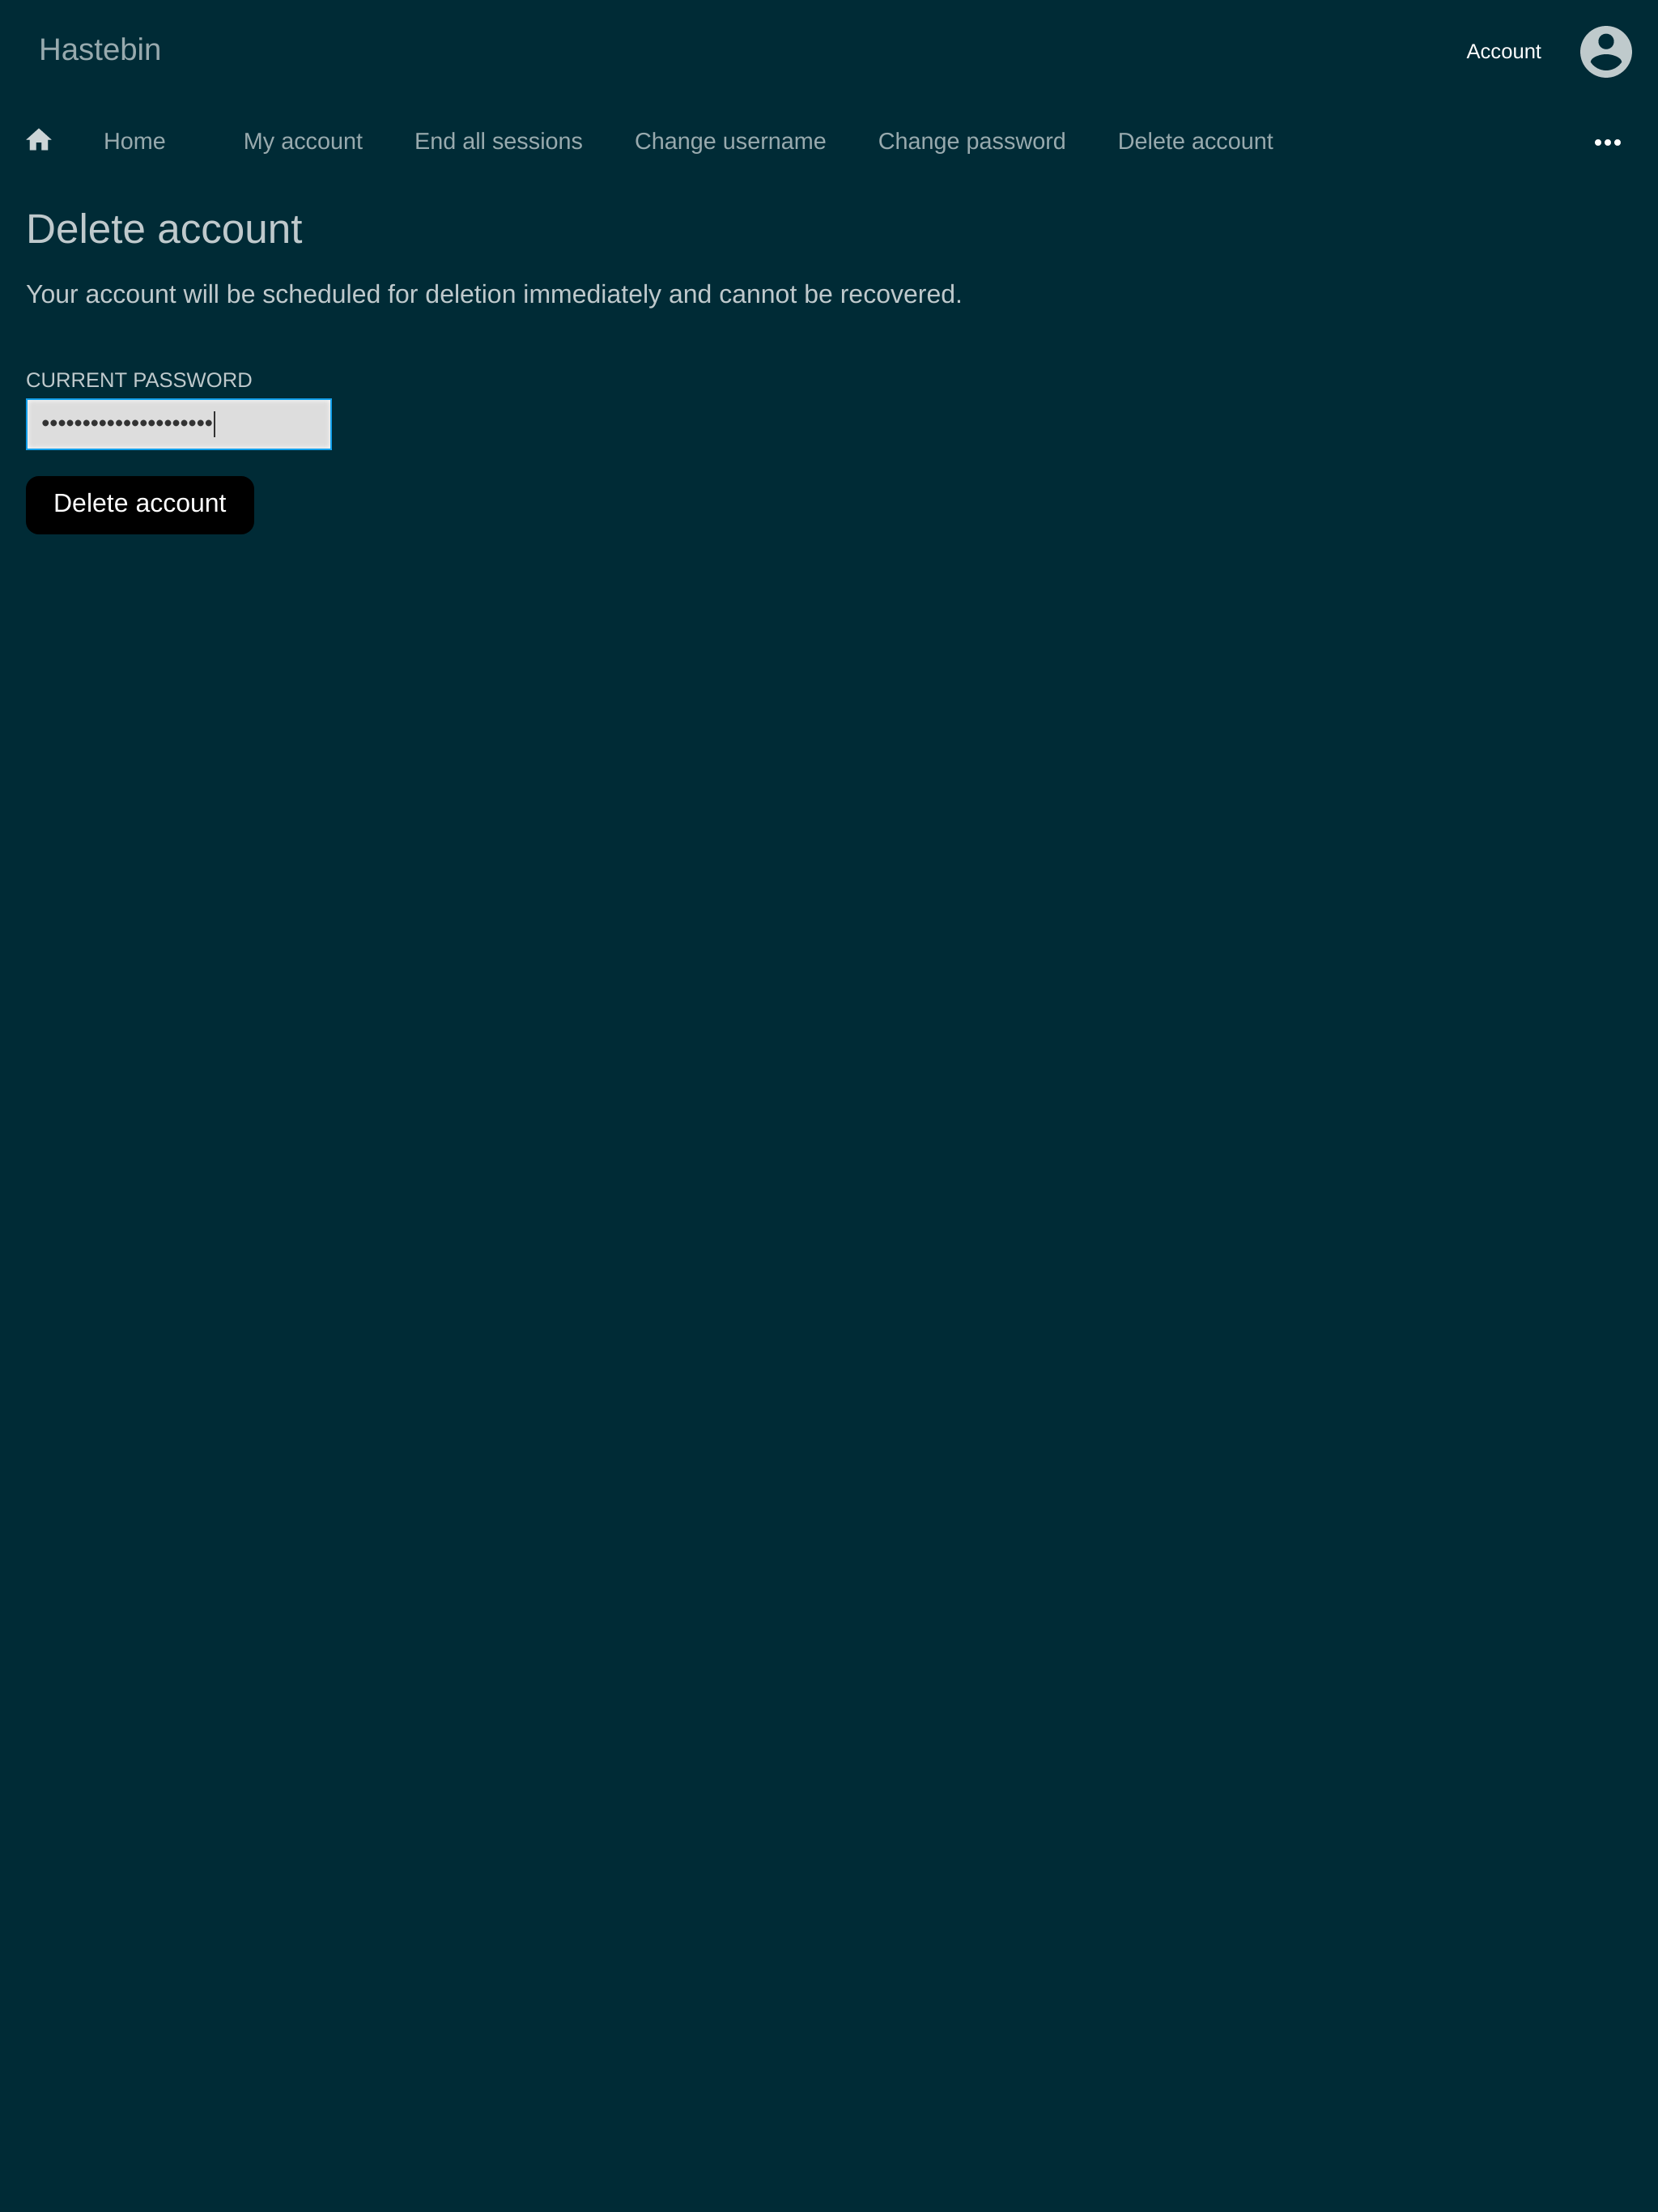 Hastebin
Account
Home
My account
End all sessions
Change username
Change password
Delete account
Delete account
Your account will be scheduled for deletion immediately and cannot be recovered.
CURRENT PASSWORD
•••••••••••••••••••••
Delete account